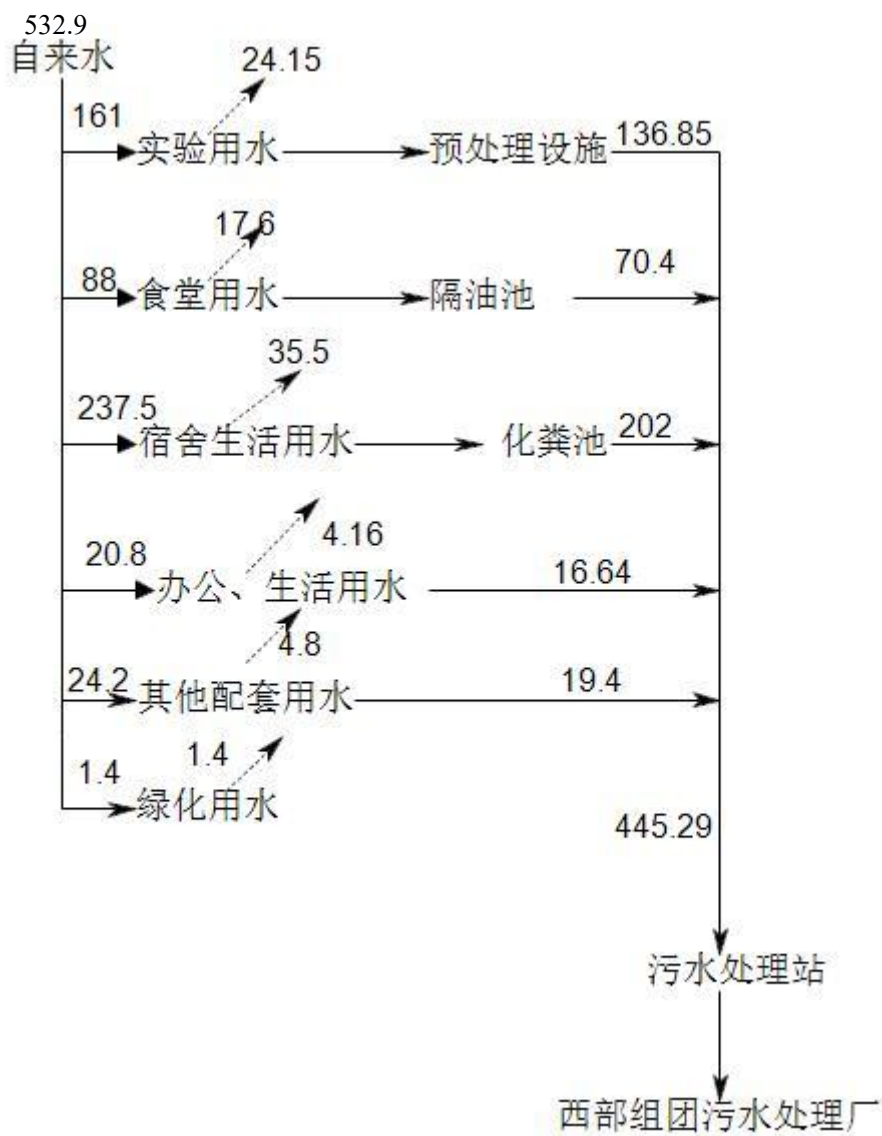 532.9
自来水
24.15
161
实验用水
预处理设施
136.85
17.6
88
食堂用水
隔油池
70.4
35.5
237.5
宿舍生活用水
化粪池
202
4.16
20.8
办公、生活用水
16.64
4.8
24.2
其他配套用水
19.4
1.4
1.4
绿化用水
445.29
污水处理站
西部组团污水处理厂